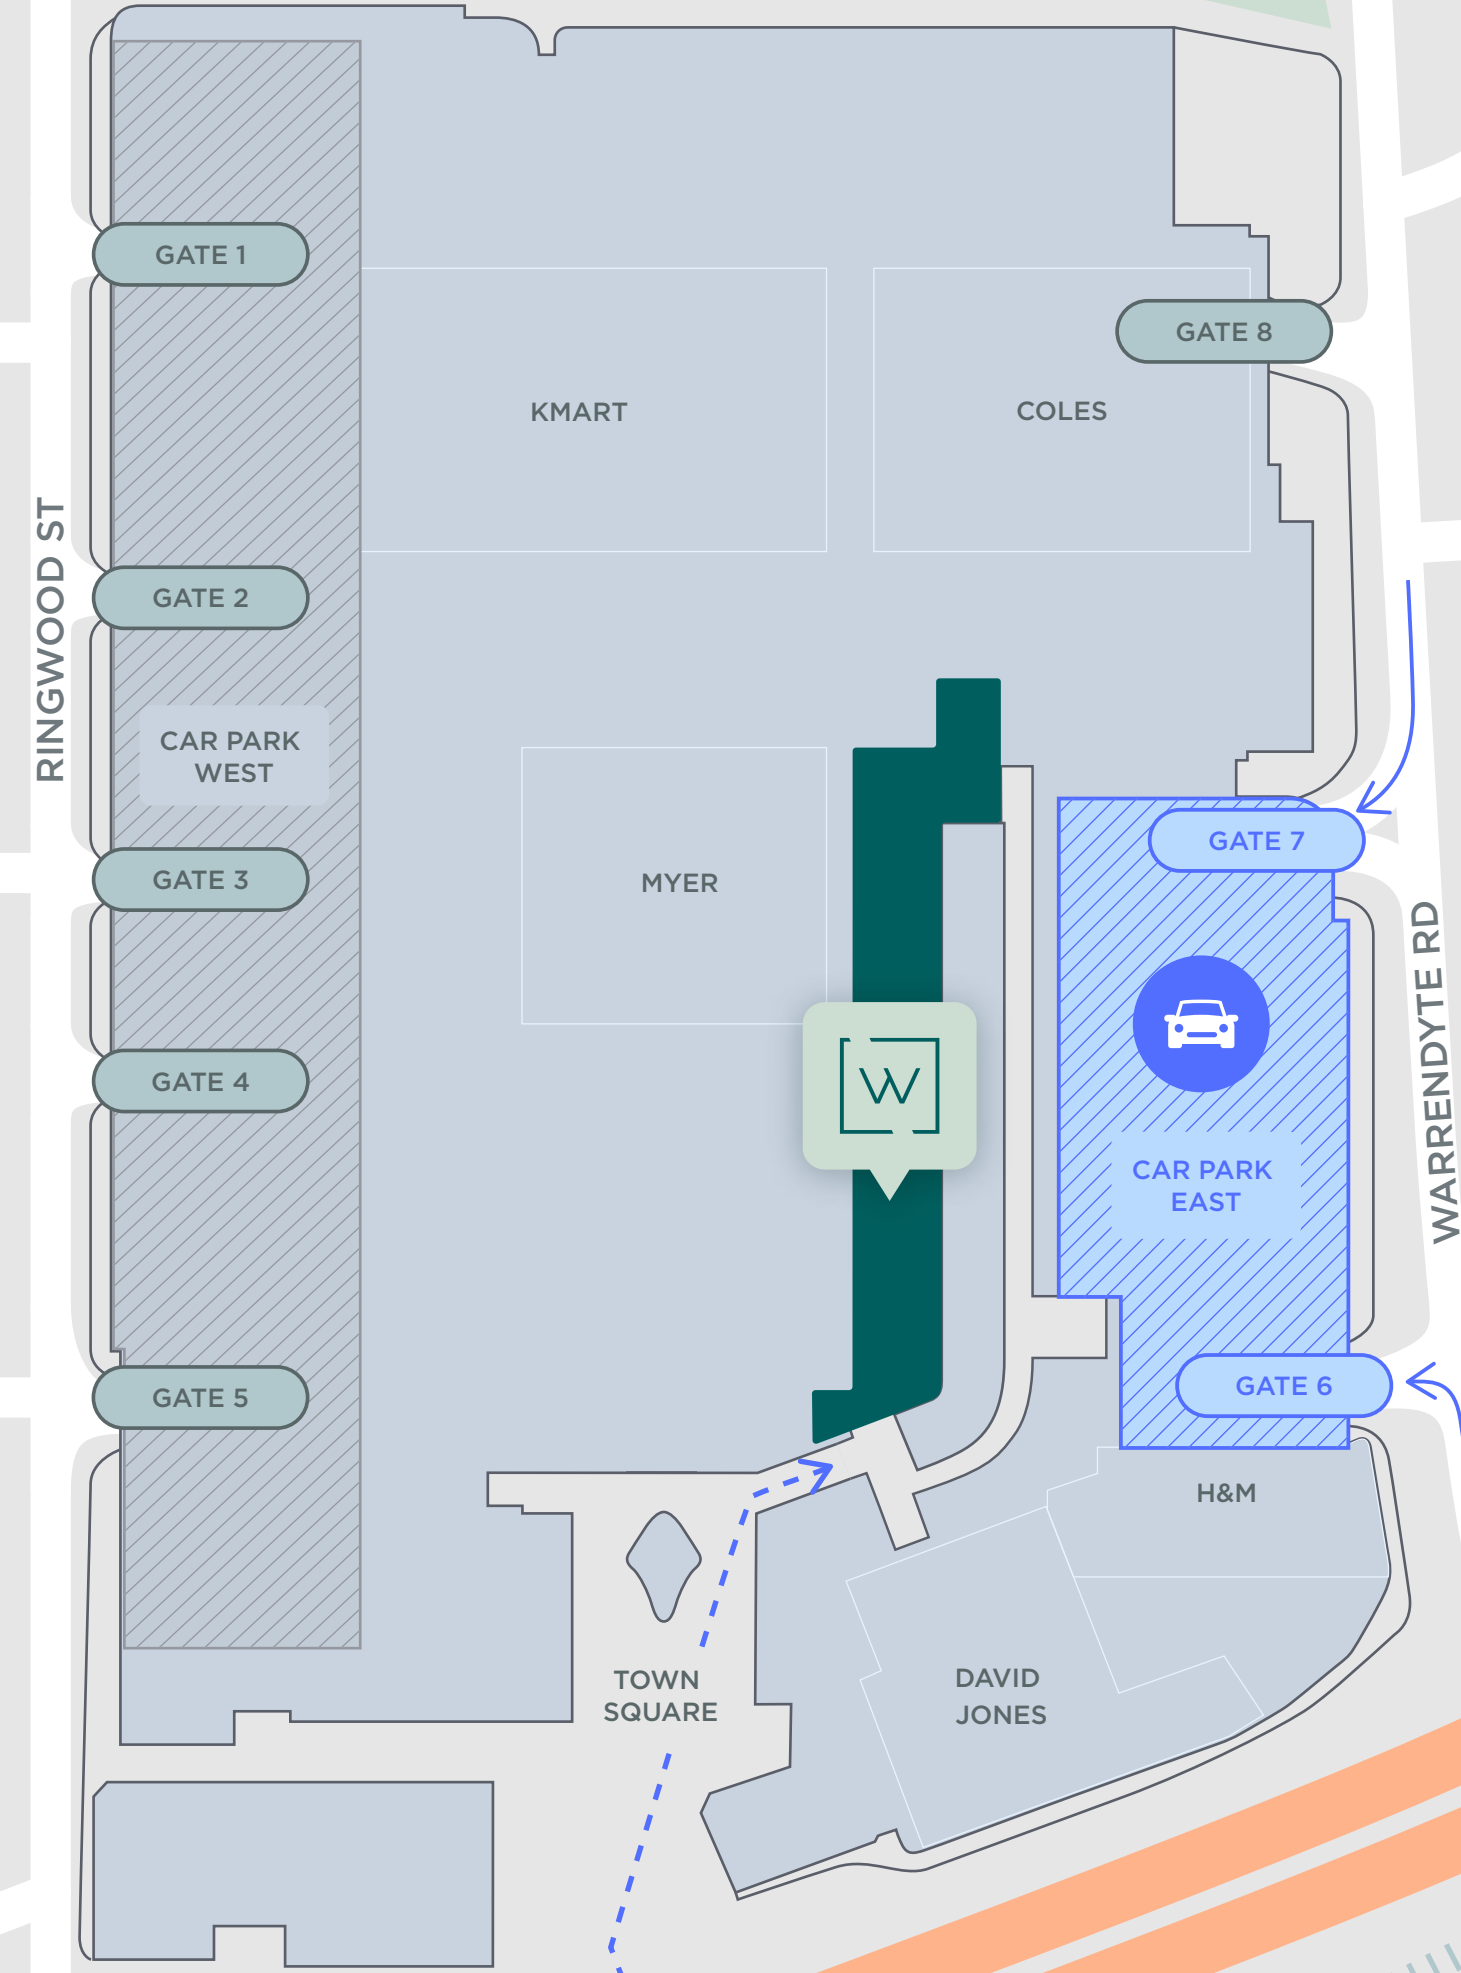 GATE 1
GATE 8
KMART
COLES
RINGWOOD ST
GATE 2
CAR PARK
WEST
GATE 7
GATE 3
MYER
WARRENDYTE RD
W
GATE 4
CAR PARK
EAST
GATE 5
GATE 6
H&M
TOWN
SQUARE
DAVID
JONES